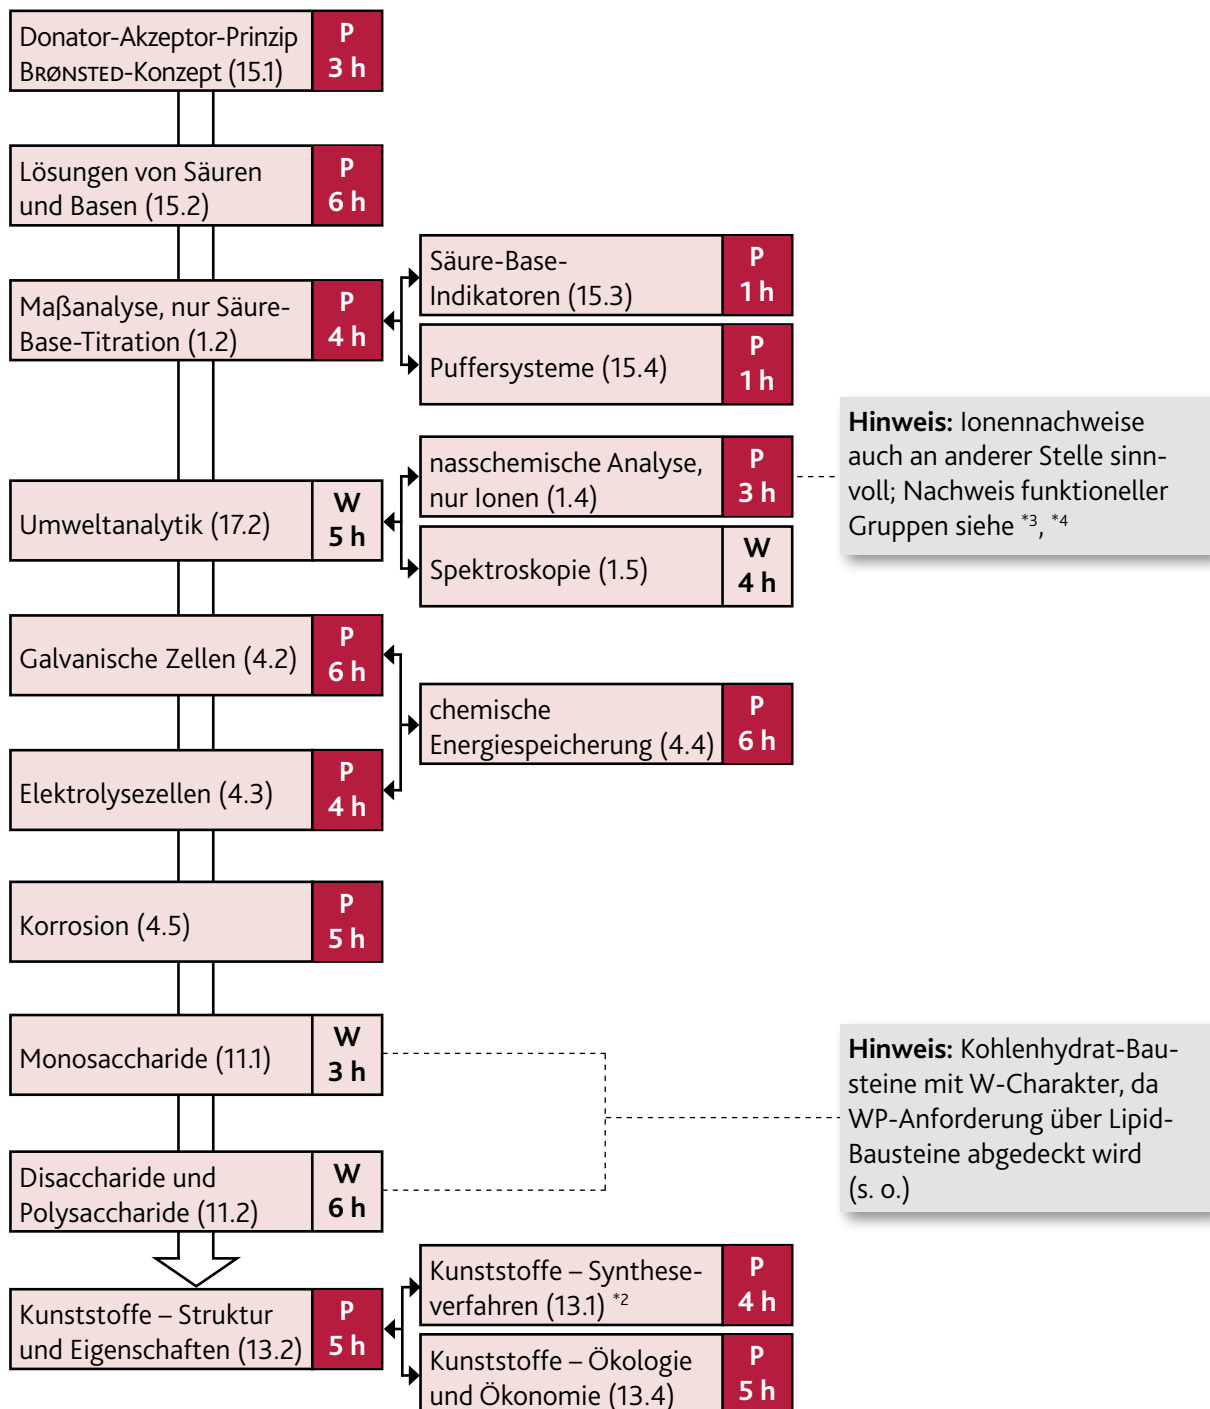 Donator-Akzeptor-Prinzip
BRØNSTED-Konzept (15.1)
P
3 h
Lösungen von Säuren
und Basen (15.2)
P
6 h
Maßanalyse, nur Säure-
Base-Titration (1.2)
P
4 h
Säure-Base-
Indikatoren (15.3)
P
1 h
Puffersysteme (15.4)
P
1 h
Umweltanalytik (17.2)
W
5 h
nasschemische Analyse,
nur Ionen (1.4)
P
3 h
Spektroskopie (1.5)
W
4 h
Hinweis: Ionennachweise
auch an anderer Stelle sinn-
voll; Nachweis funktioneller
Gruppen siehe *3, *4
Galvanische Zellen (4.2)
P
6 h
chemische
Energiespeicherung (4.4)
P
6 h
Elektrolysezellen (4.3)
P
4 h
Korrosion (4.5)
P
5 h
Monosaccharide (11.1)
W
3 h
Disaccharide und
Polysaccharide (11.2)
W
6 h
Hinweis: Kohlenhydrat-Bau-
steine mit W-Charakter, da
WP-Anforderung über Lipid-
Bausteine abgedeckt wird
(s. o.)
Kunststoffe – Struktur
und Eigenschaften (13.2)
P
5 h
Kunststoffe – Synthese-
verfahren (13.1) *2
P
4 h
Kunststoffe – Ökologie
und Ökonomie (13.4)
P
5 h